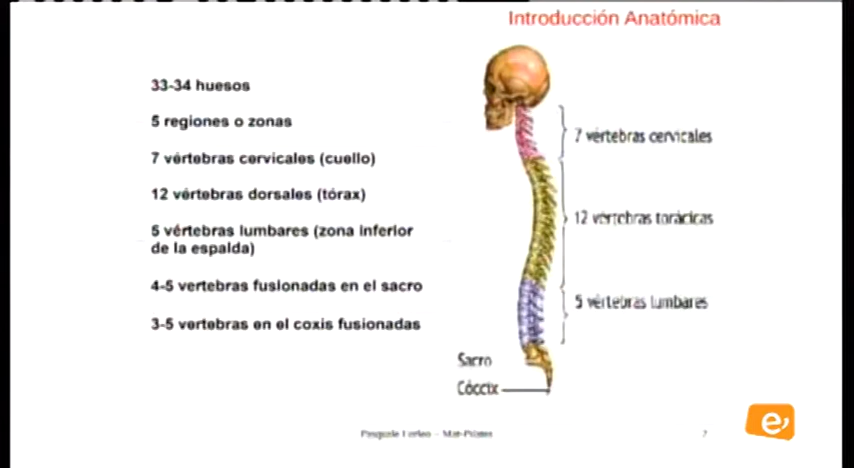 Introducción Anatómica
33-34 huesos
5 regiones o zonas
7 vértebras cervicales (cuello)
12 vértebras dorsales (tórax)
5 vértebras lumbares (zona inferior
de la espalda)
4-5 vertebras fusionadas en el sacro
3-5 vertebras en el coxis fusionadas
7 vértebras cervicales
12 vértebras torácicas
5 vértebras lumbares
Sacro
Cóccix
7
e